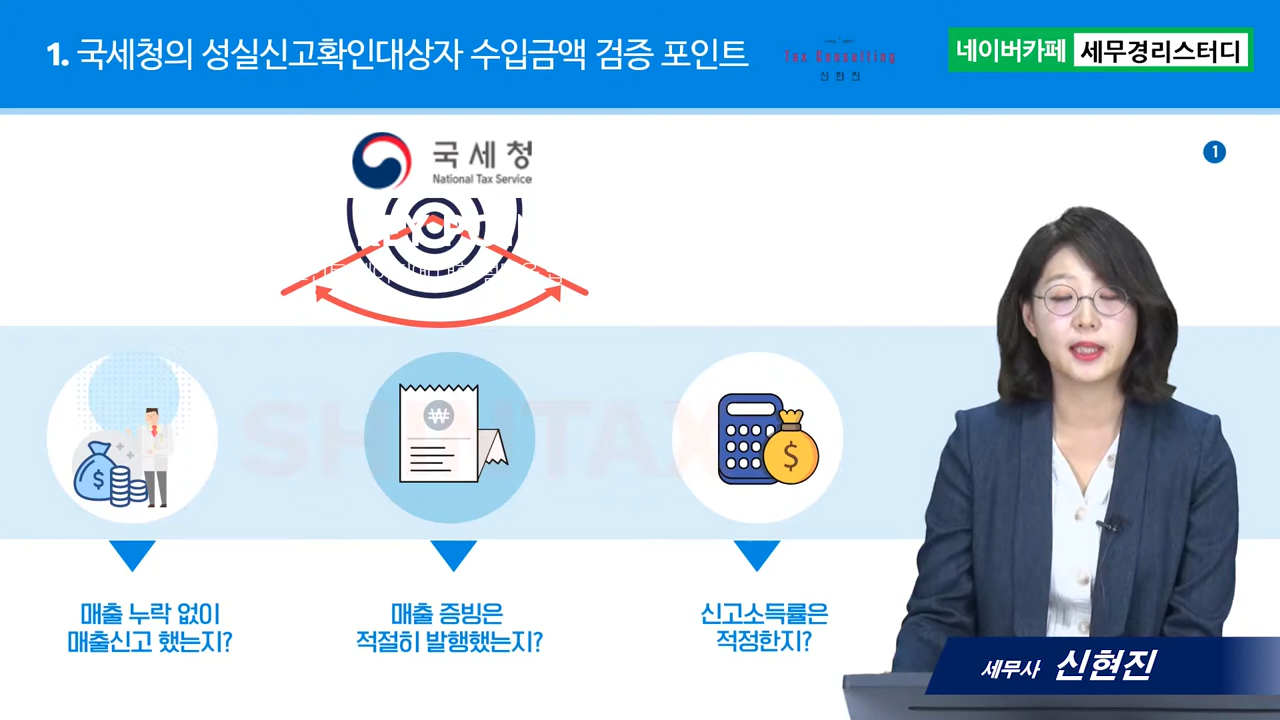 1. 국세청의 성실신고확인대상자 수입금액 검증 포인트
Tax Consulting
신현진
네이버카페 세무경리스터디
국세청
National Tax Service
1
₩
$
$
SHINTAX
매출 누락 없이
매출신고 했는지?
매출 증빙은
적절히 발행했는지?
신고소득률은
적정한지?
세무사 신현진